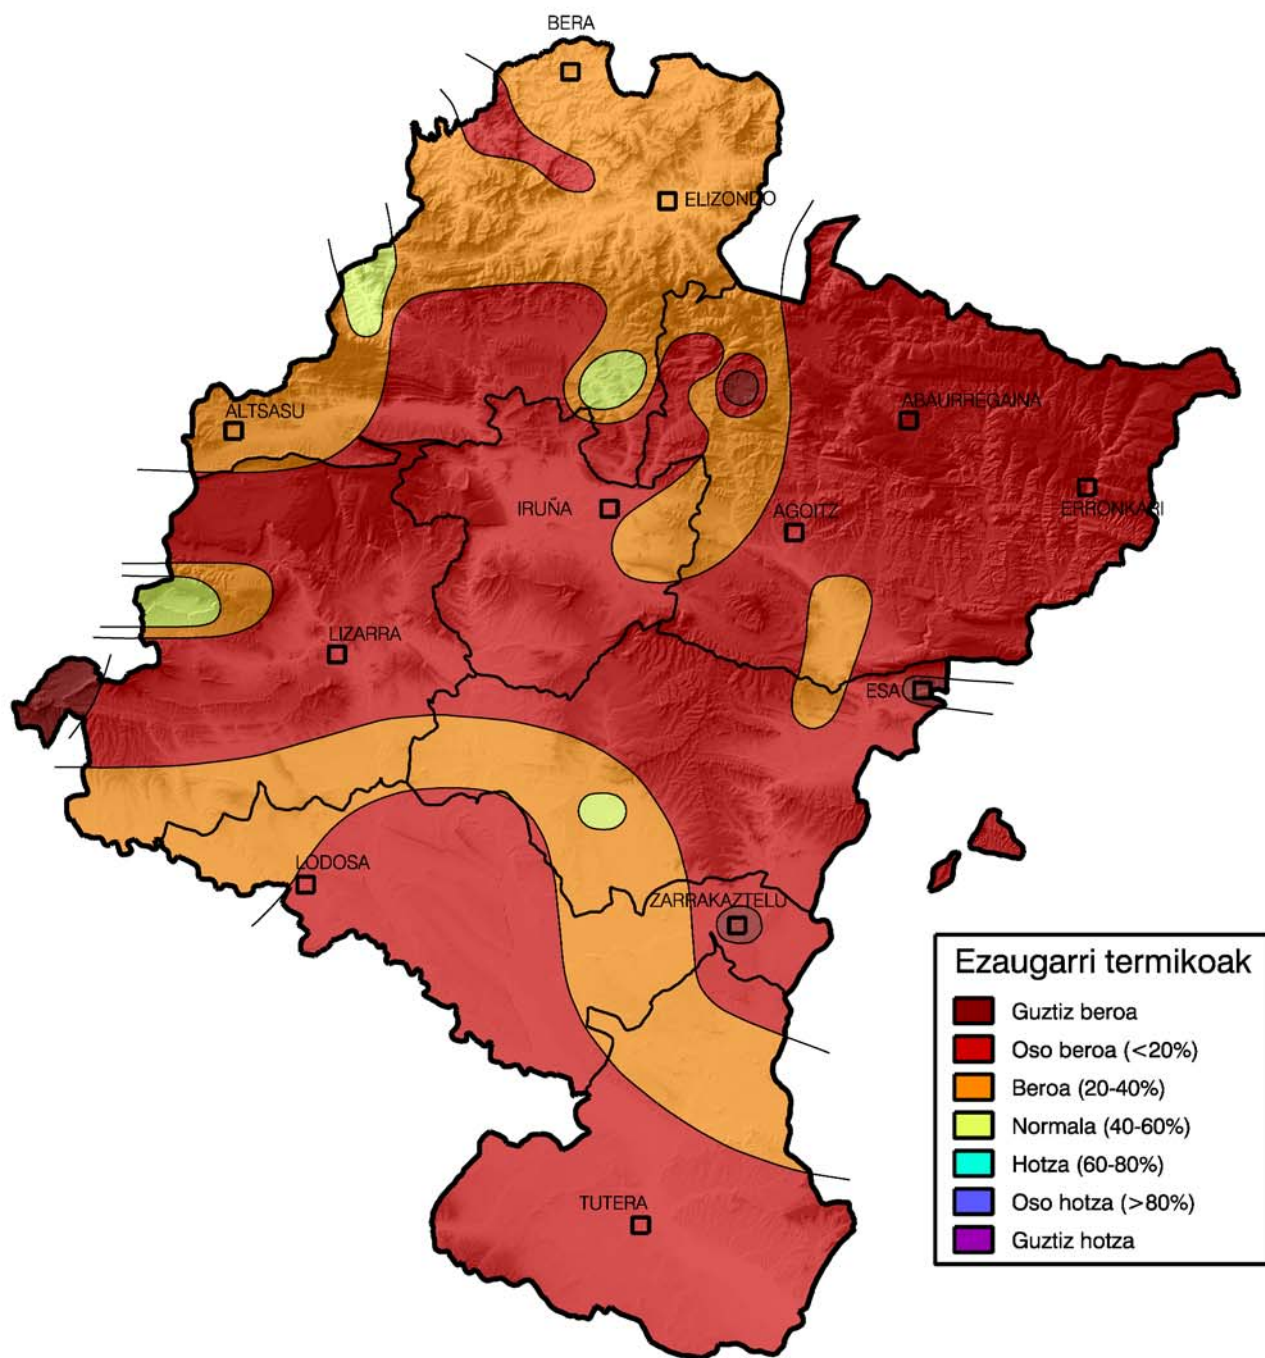 BERA
ELIZONDO
ALTSASU
ABAURREGAINA
IRUÑA
AGOITZ
ERRONKARI
LIZARRA
ESA
LODOSA
ZARRAKAZTELU
TUTERA
Ezaugarri termikoak
Guztiz beroa
Oso beroa (<20%)
Beroa (20-40%)
Normala (40-60%)
Hotza (60-80%)
Oso hotza (>80%)
Guztiz hotza